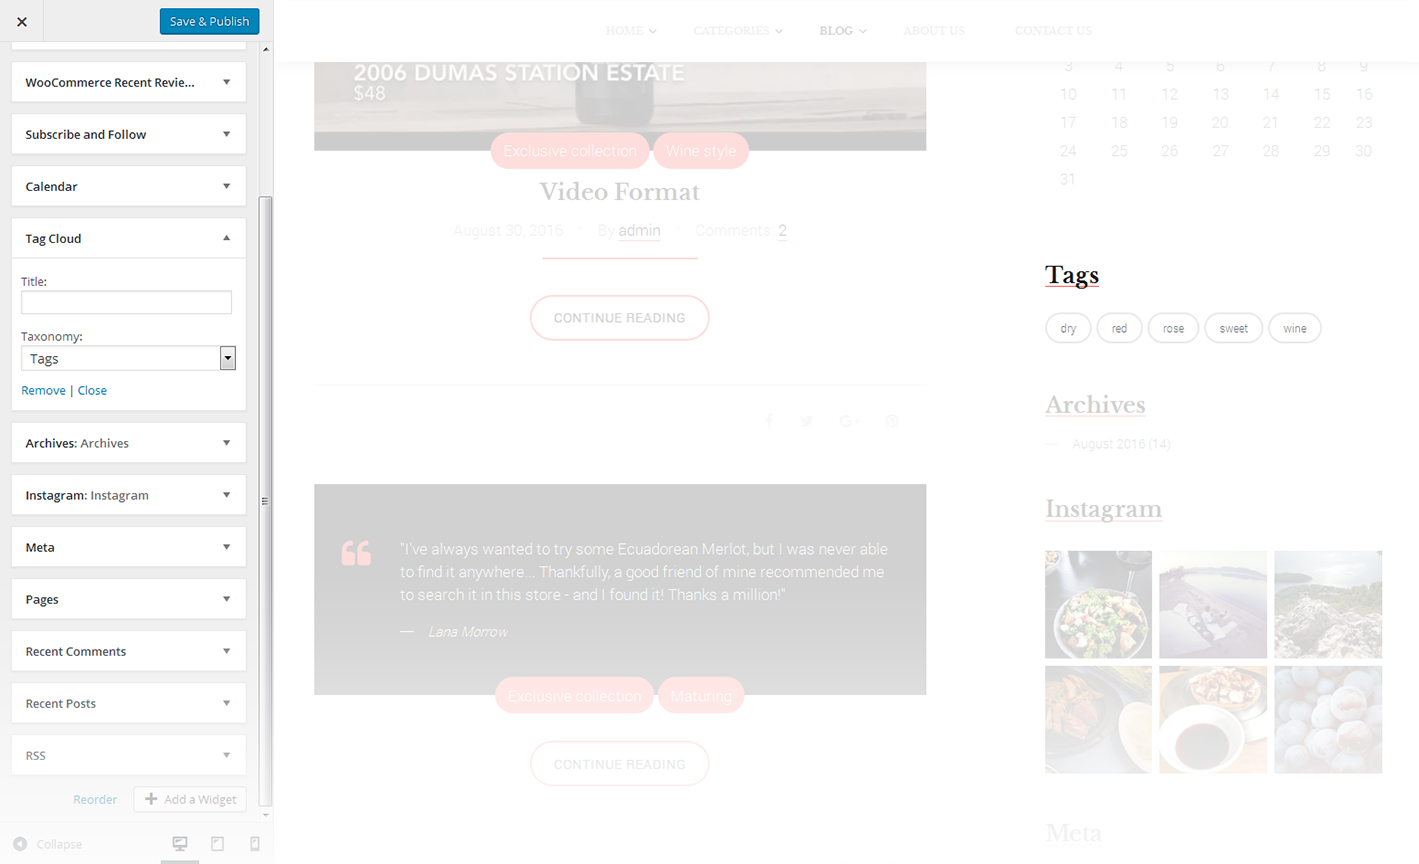 Save & Publish
WooCommerce Recent Revie...
Subscribe and Follow
Calendar
Tag Cloud
Title:
Taxonomy:
Tags
Remove | Close
Archives: Archives
Instagram: Instagram
Meta
Pages
Recent Comments
Recent Posts
RSS
Reorder
Add a Widget
Collapse
HOME
CATEGORIES
BLOG
ABOUT US
CONTACT US
2006 DUMAS STATION ESTATE
$48
Exclusive collection
Wine style
Video Format
August 30, 2016
By admin
Comments: 2
CONTINUE READING
"I've always wanted to try some Ecuadorean Merlot, but I was never able
to find it anywhere... Thankfully, a good friend of mine recommended me
to search it in this store - and I found it! Thanks a million!"
— Lana Morrow
Exclusive collection
Maturing
CONTINUE READING
3 4 5 6 7 8 9
10 11 12 13 14 15 16
17 18 19 20 21 22 23
24 25 26 27 28 29 30
31
Tags
dry
red
rose
sweet
wine
Archives
— August 2016 (14)
Instagram
Meta